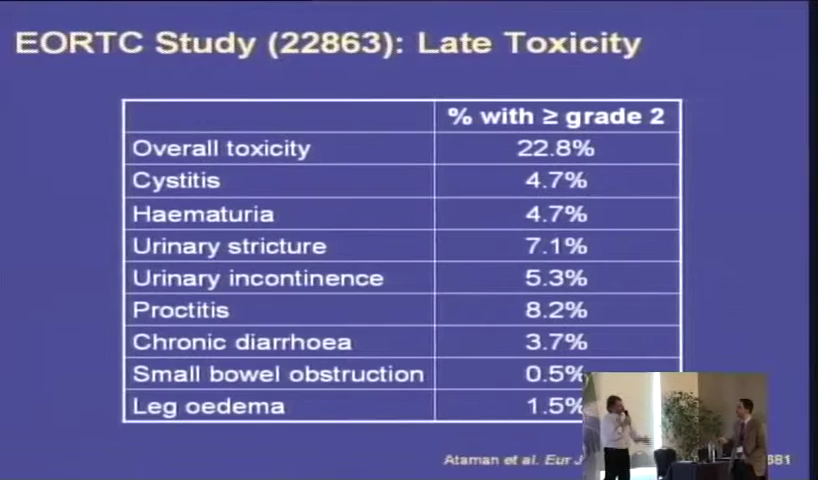 EORTC Study (22863): Late Toxicity
% with ≥ grade 2
Overall toxicity 22.8%
Cystitis 4.7%
Haematuria 4.7%
Urinary stricture 7.1%
Urinary incontinence 5.3%
Proctitis 8.2%
Chronic diarrhoea 3.7%
Small bowel obstruction 0.5%
Leg oedema 1.5%
Ataman et al. Eur J 681